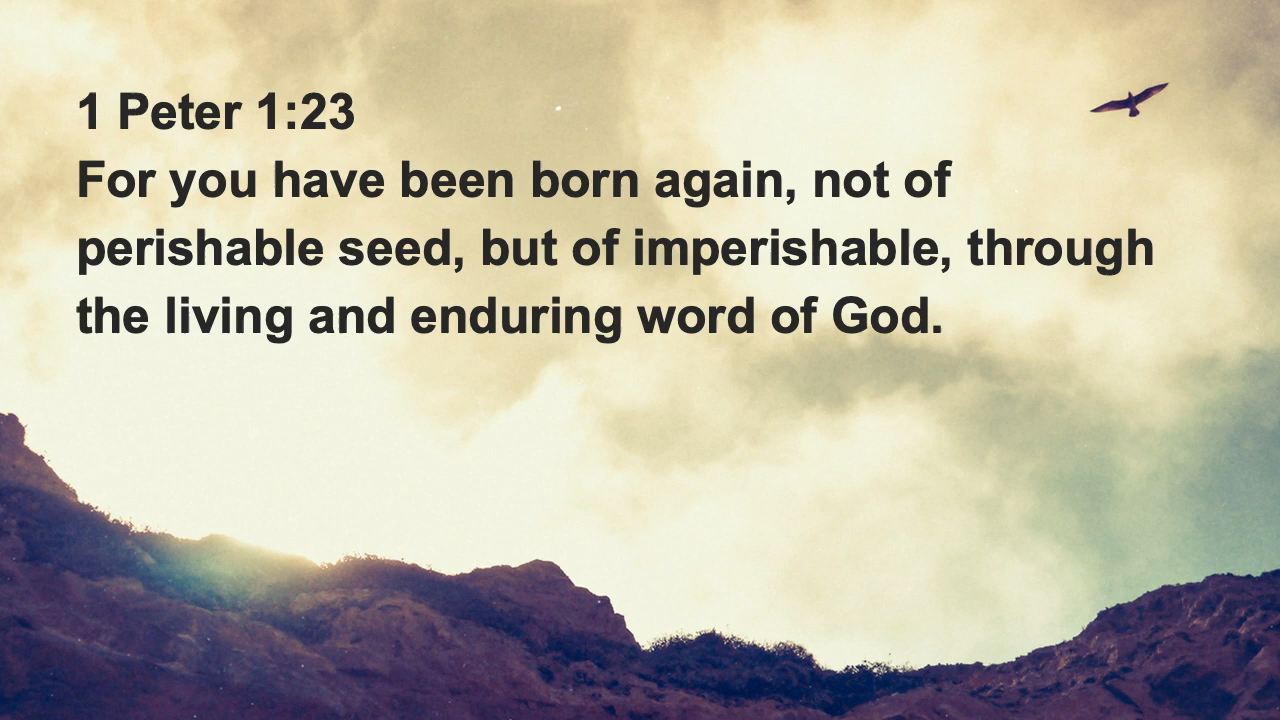 1 Peter 1:23
For you have been born again, not of
perishable seed, but of imperishable, through
the living and enduring word of God.